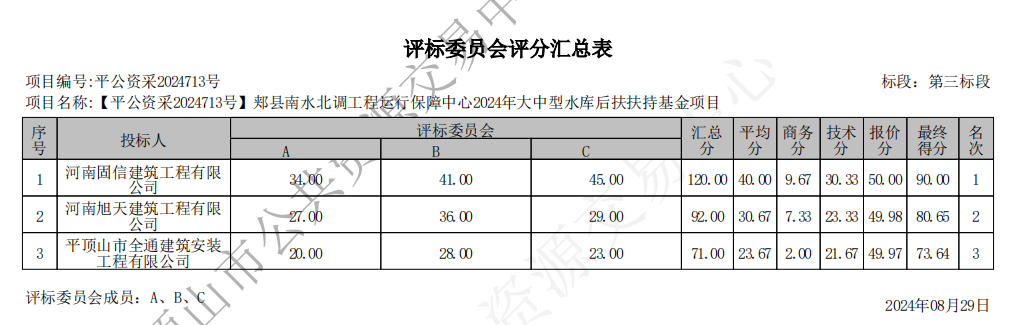 评标委员会评分汇总表
项目编号:平公资采2024713号 标段：第三标段
项目名称:【平公资采2024713号】郏县南水北调工程运行保障中心2024年大中型水库后扶扶持基金项目
序号 投标人 评标委员会 汇总分 平均分 商务分 技术分 报价分 最终得分 名次
A B C
1 河南固信建筑工程有限公司 34.00 41.00 45.00 120.00 40.00 9.67 30.33 50.00 90.00 1
2 河南旭天建筑工程有限公司 27.00 36.00 29.00 92.00 30.67 7.33 23.33 49.98 80.65 2
3 平顶山市全通建筑安装工程有限公司 20.00 28.00 23.00 71.00 23.67 2.00 21.67 49.97 73.64 3
评标委员会成员：A、B、C
2024年08月29日